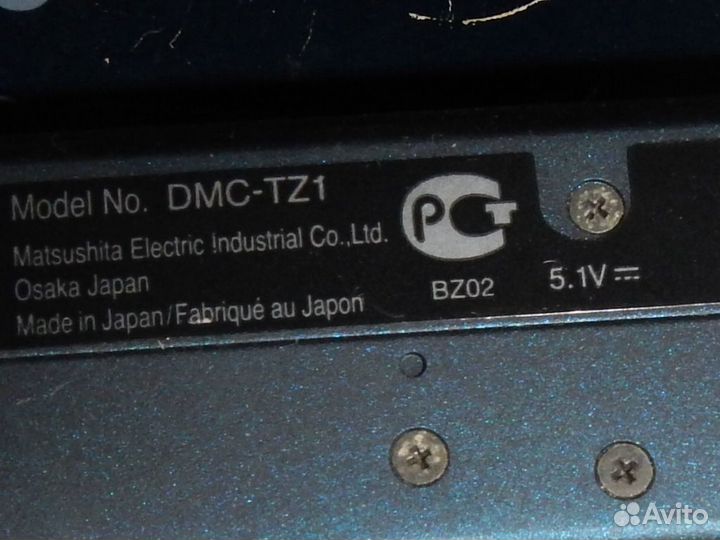 Model No. DMC-TZ1
Matsushita Electric Industrial Co.,Ltd.
Osaka Japan
Made in Japan/Fabriqué au Japon
РСТ
BZ02
5.1V
Avito